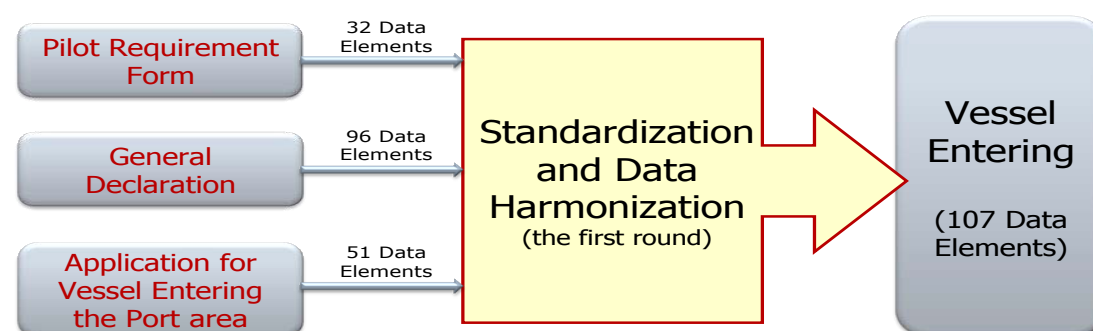 Pilot Requirement
Form
32 Data
Elements
General
Declaration
96 Data
Elements
Application for
Vessel Entering
the Port area
51 Data
Elements
Standardization
and Data
Harmonization
(the first round)
Vessel
Entering
(107 Data
Elements)